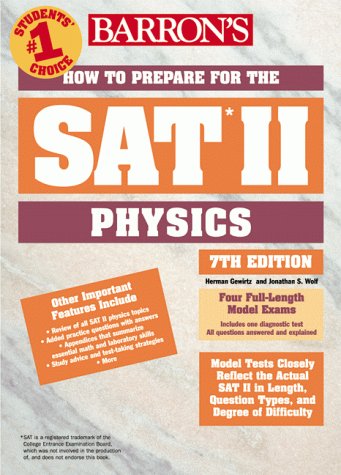 STUDENTS'
#1
CHOICE
BARRON'S
HOW TO PREPARE FOR THE
SAT* II
PHYSICS
7TH EDITION
Herman Gewirtz and Jonathan S. Wolf
Four Full-Length
Model Exams
Includes one diagnostic test
All questions answered and explained
Other Important
Features Include
• Review of all SAT II physics topics
• Added practice questions with answers
• Appendices that summarize
essential math and laboratory skills
• Study advice and test-taking strategies
• More
Model Tests Closely
Reflect the Actual
SAT II in Length,
Question Types, and
Degree of Difficulty
*SAT is a registered trademark of the
College Entrance Examination Board,
which was not involved in the production
of, and does not endorse this book.